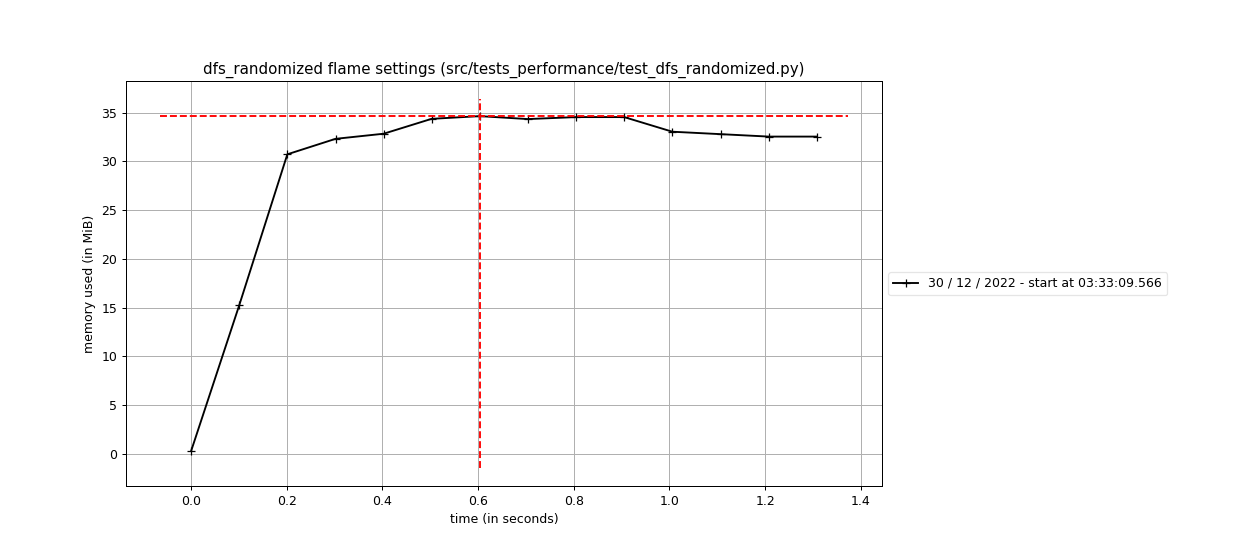 dfs_randomized flame settings (src/tests_performance/test_dfs_randomized.py)
35
30
25
20
15
10
5
0
memory used (in MiB)
0.0 0.2 0.4 0.6 0.8 1.0 1.2 1.4
time (in seconds)
30 / 12 / 2022 - start at 03:33:09.566